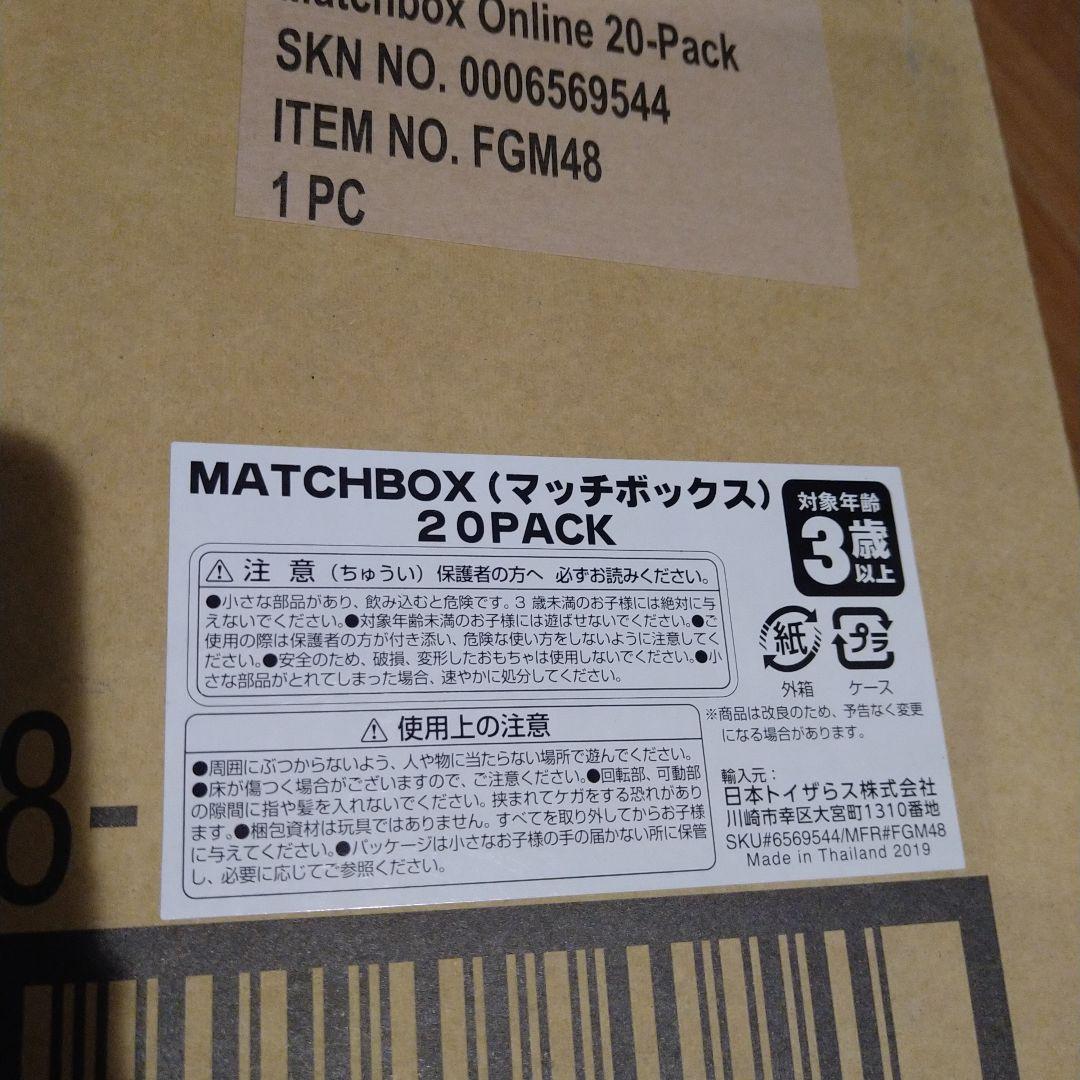 Matchbox Online 20-Pack
SKN NO. 0006569544
ITEM NO. FGM48
1 PC
MATCHBOX(マッチボックス)
20PACK
対象年齢
3歳
以上
⚠ 注 意(ちゅうい) 保護者の方へ 必ずお読みください。
●小さな部品があり、飲み込むと危険です。3 歳未満のお子様には絶対に与
えないでください。●対象年齢未満のお子様には遊ばせないでください。●ご
使用の際は保護者の方が付き添い、危険な使い方をしないように注意してく
ださい。●安全のため、破損、変形したおもちゃは使用しないでください。●小
さな部品がとれてしまった場合、速やかに処分してください。
紙
プラ
外箱
ケース
※商品は改良のため、予告なく変更
になる場合があります。
⚠ 使用上の注意
●周囲にぶつからないよう、人や物に当たらない場所で遊んでください。
●床が傷つく場合がございますので、ご注意ください。●回転部、可動部
の隙間に指や髪を入れないでください。挟まれてケガをする恐れがあり
ます。●梱包資材は玩具ではありません。すべてを取り外してからお子様
に与えてください。●パッケージは小さなお子様の手の届かない所に保管
し、必要に応じてご参照ください。
輸入元:
日本トイザらス株式会社
川崎市幸区大宮町1310番地
SKU#6569544/MFR#FGM48
Made in Thailand 2019
8-